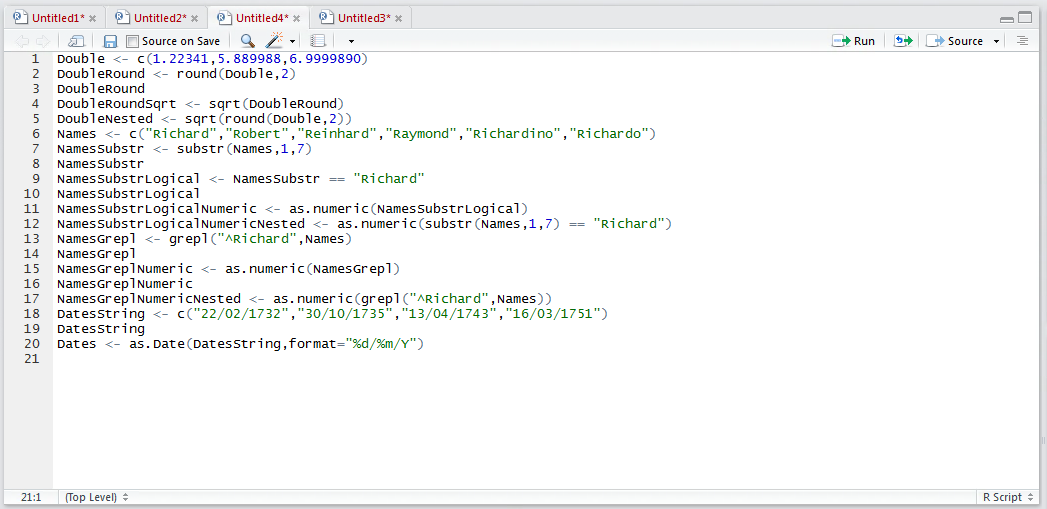 Untitled1* Untitled2* Untitled4* Untitled3*
Source on Save Run Source
1 Double <- c(1.22341,5.889988,6.9999890)
2 DoubleRound <- round(Double,2)
3 DoubleRound
4 DoubleRoundSqrt <- sqrt(DoubleRound)
5 DoubleNested <- sqrt(round(Double,2))
6 Names <- c("Richard","Robert","Reinhard","Raymond","Richardino","Richardo")
7 NamesSubstr <- substr(Names,1,7)
8 NamesSubstr
9 NamesSubstrLogical <- NamesSubstr == "Richard"
10 NamesSubstrLogical
11 NamesSubstrLogicalNumeric <- as.numeric(NamesSubstrLogical)
12 NamesSubstrLogicalNumericNested <- as.numeric(substr(Names,1,7) == "Richard")
13 NamesGrepl <- grepl("^Richard",Names)
14 NamesGrepl
15 NamesGreplNumeric <- as.numeric(NamesGrepl)
16 NamesGreplNumeric
17 NamesGreplNumericNested <- as.numeric(grepl("^Richard",Names))
18 DatesString <- c("22/02/1732","30/10/1735","13/04/1743","16/03/1751")
19 DatesString
20 Dates <- as.Date(DatesString,format="%d/%m/Y")
21
21:1 (Top Level) R Script